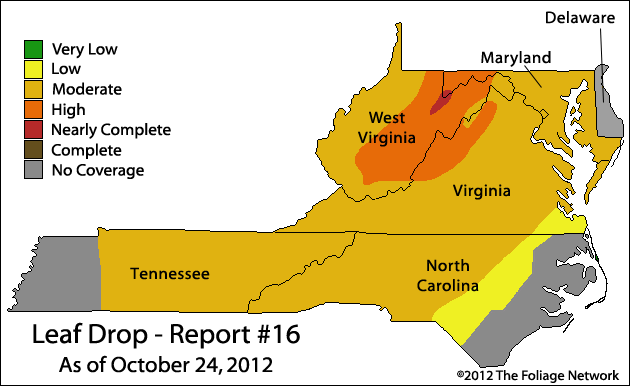 Delaware
Maryland
Very Low
Low
Moderate
High
Nearly Complete
Complete
No Coverage
West
Virginia
Virginia
Tennessee
North
Carolina
Leaf Drop - Report #16
As of October 24, 2012
©2012 The Foliage Network